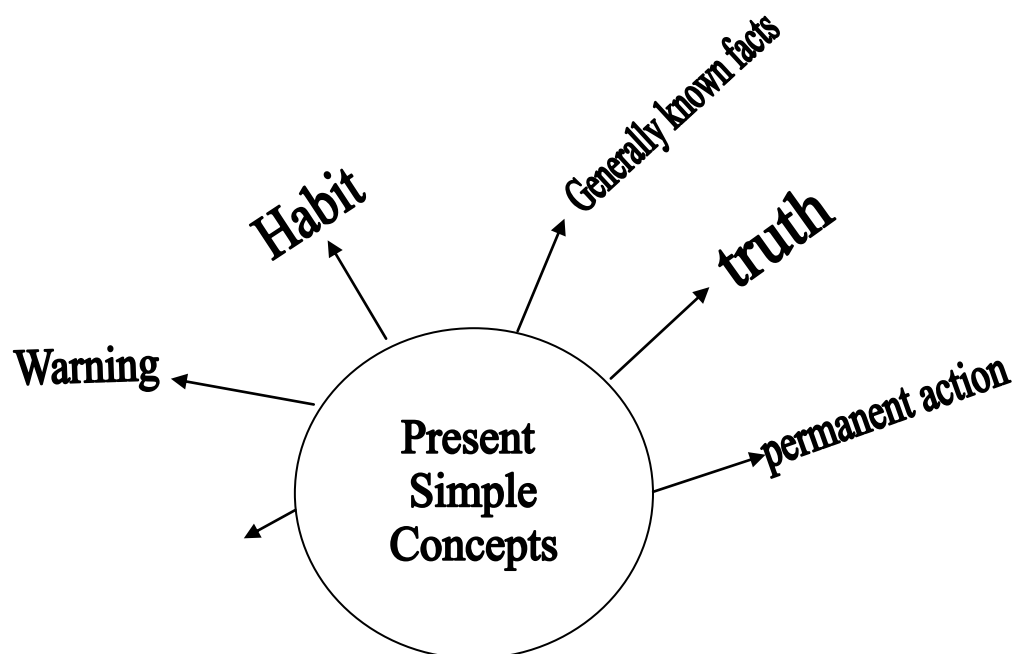 Generally known facts
Habit
truth
Warning
permanent action
Present
Simple
Concepts